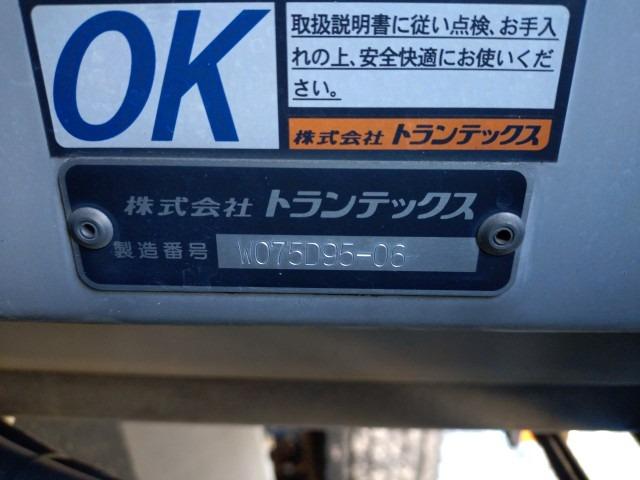 OK
取扱説明書に従い点検、お手入
れの上、安全快適にお使いくだ
さい。
株式会社 トランテックス
株式会社 トランテックス
製造番号 W075D95-06